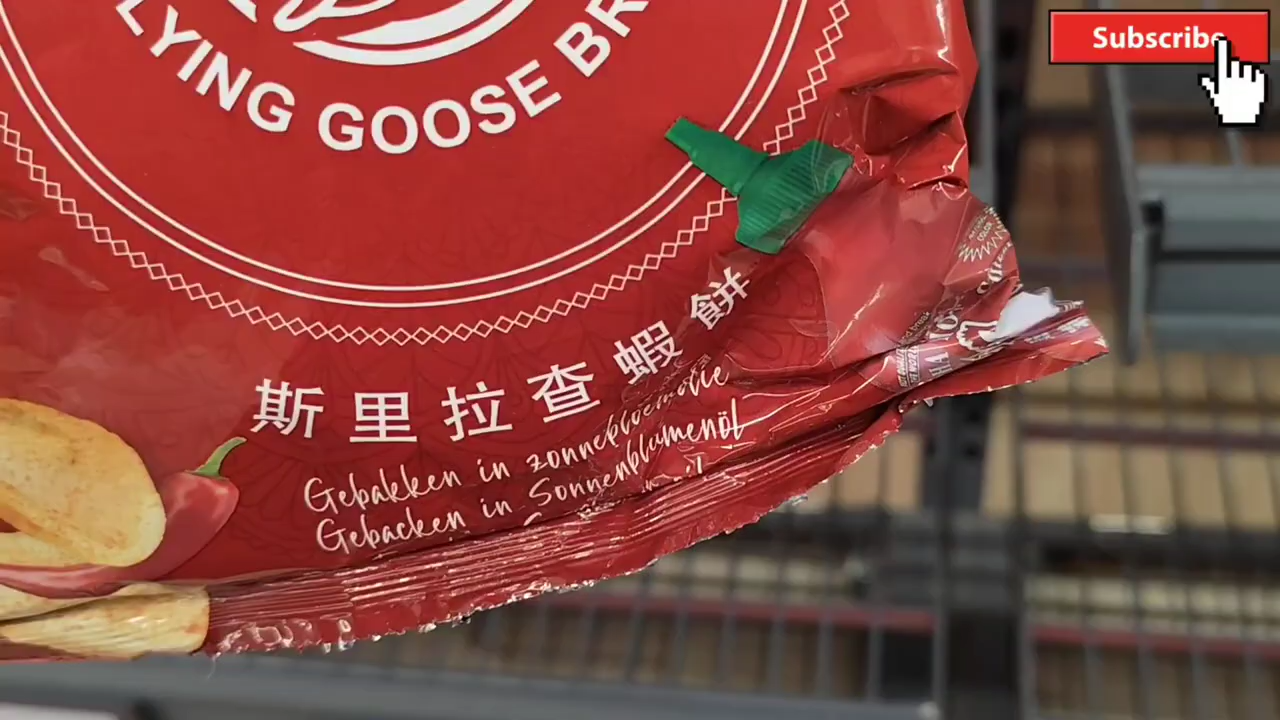 Subscribe
LYING GOOSE BR
斯里拉查蝦餅
Gebakken in zonnebloemolie
Gebacken in Sonnenblumenöl